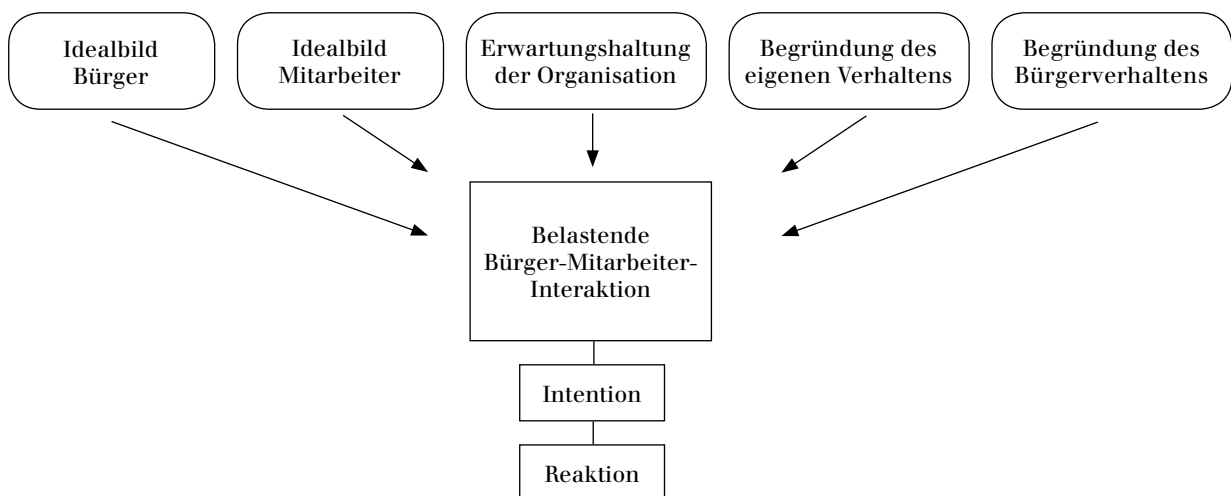 Idealbild
Bürger
Idealbild
Mitarbeiter
Erwartungshaltung
der Organisation
Begründung des
eigenen Verhaltens
Begründung des
Bürgerverhaltens
Belastende
Bürger-Mitarbeiter-
Interaktion
Intention
Reaktion